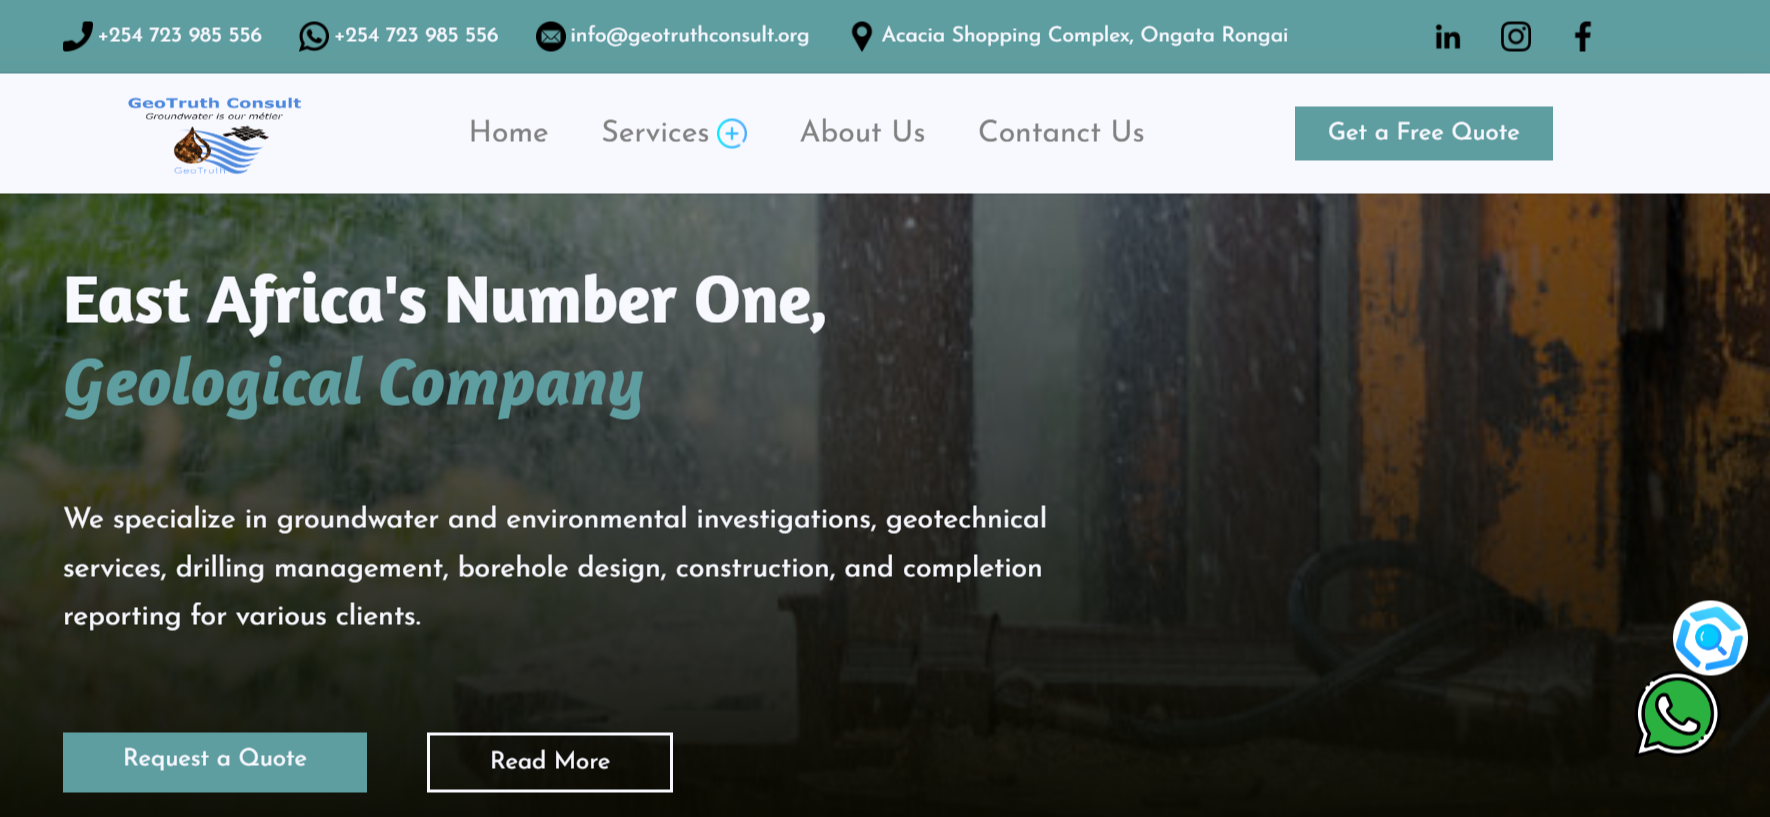 +254 723 985 556
+254 723 985 556
info@geotruthconsult.org
Acacia Shopping Complex, Ongata Rongai
GeoTruth Consult
Groundwater is our métier
GeoTruth
Home
Services
About Us
Contanct Us
Get a Free Quote
East Africa's Number One,
Geological Company
We specialize in groundwater and environmental investigations, geotechnical
services, drilling management, borehole design, construction, and completion
reporting for various clients.
Request a Quote
Read More